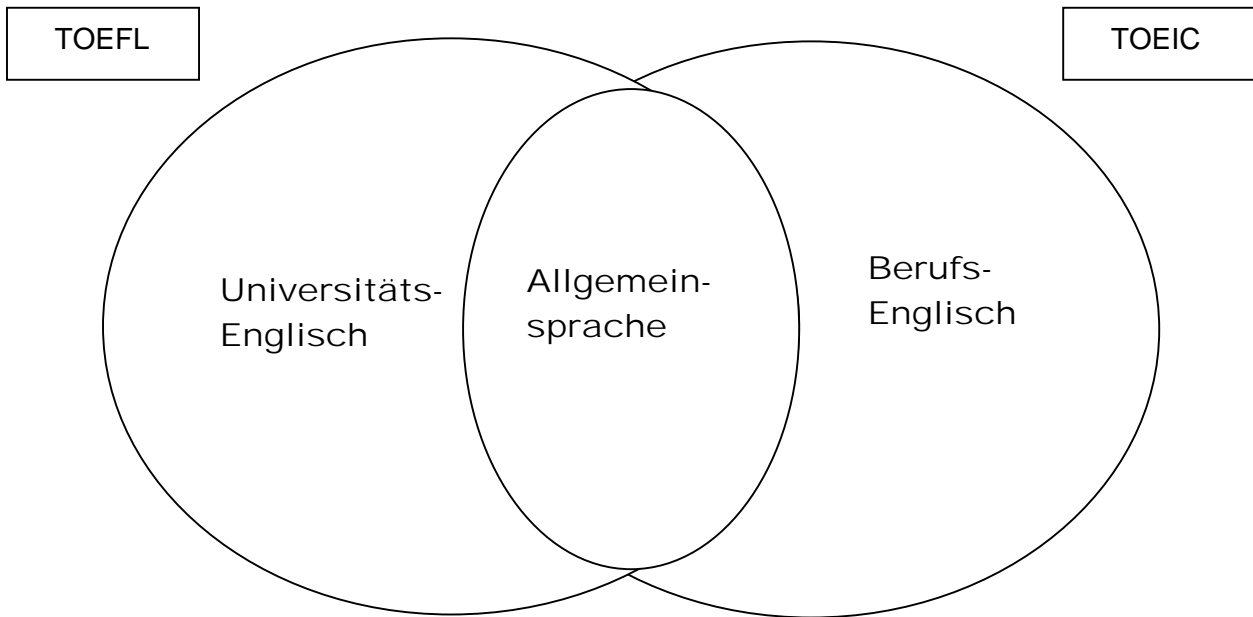 TOEFL
TOEIC
Universitäts-
Englisch
Allgemein-
sprache
Berufs-
Englisch